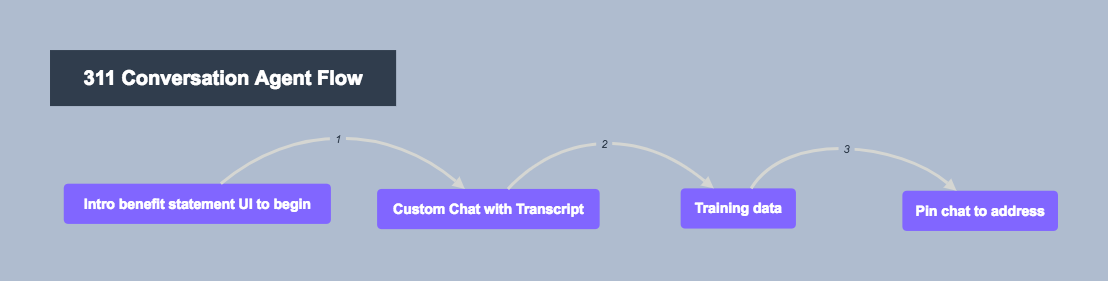 311 Conversation Agent Flow
1
2
3
Intro benefit statement UI to begin
Custom Chat with Transcript
Training data
Pin chat to address